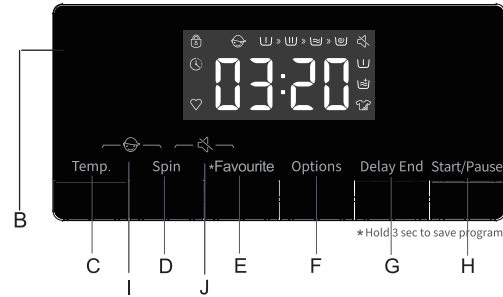 03:20
Temp. Spin *Favourite Options Delay End Start/Pause
B
* Hold 3 sec to save program
C D E F G H
I J